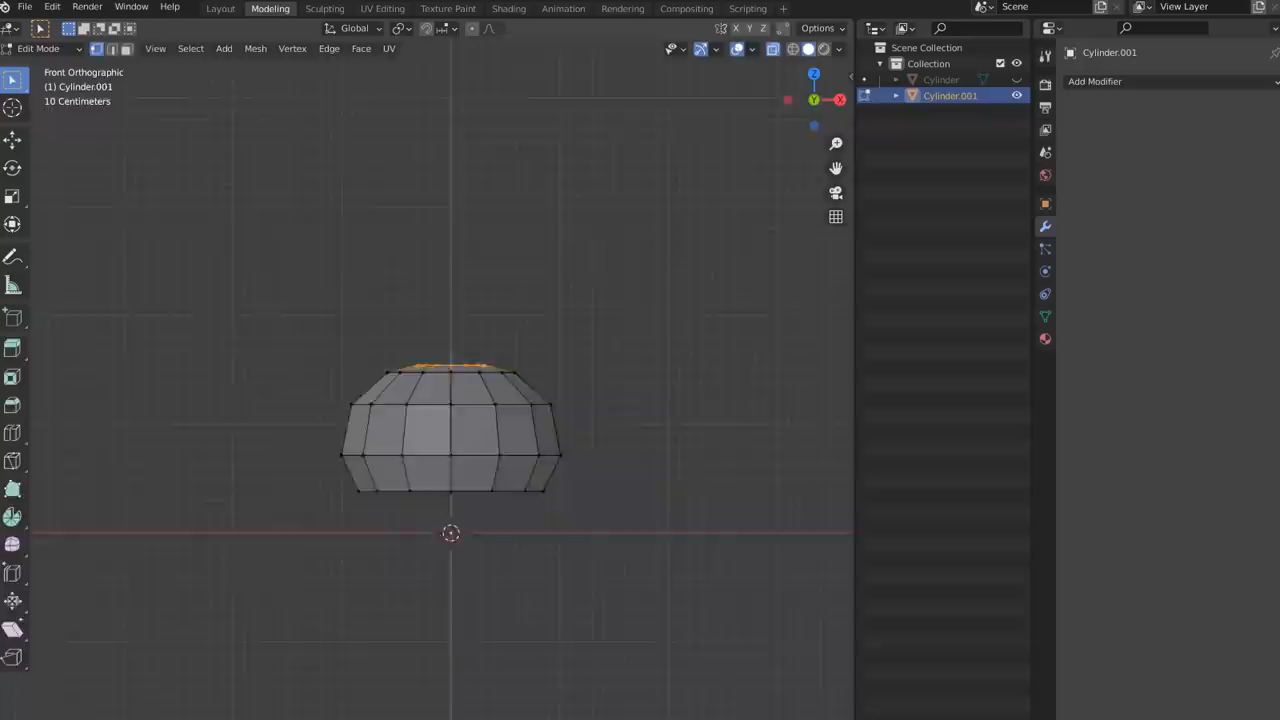 File Edit Render Window Help Layout Modeling Sculpting UV Editing Texture Paint Shading Animation Rendering Compositing Scripting Scene View Layer
Global X Y Z Options
Edit Mode View Select Add Mesh Vertex Edge Face UV
Scene Collection
Front Orthographic
(1) Cylinder.001
10 Centimeters
Z
Y
X
Collection
Cylinder
Cylinder.001
Cylinder.001
Add Modifier